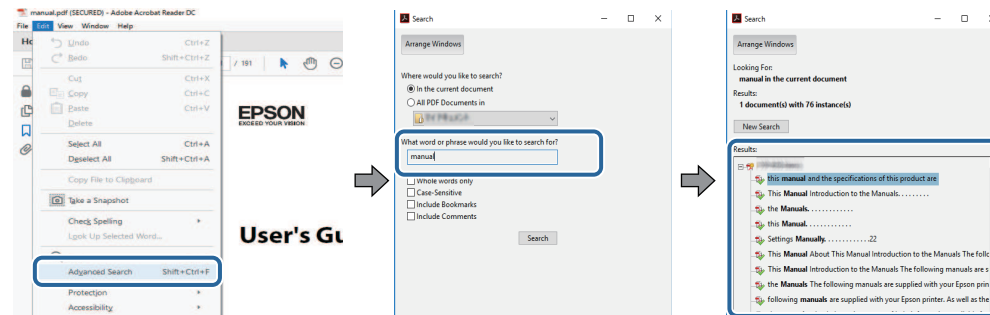 manual.pdf (SECURED) - Adobe Acrobat Reader DC
File Edit View Window Help
Undo Ctrl+Z
Redo Shift+Ctrl+Z
Cut Ctrl+X
Copy Ctrl+C
Paste Ctrl+V
Delete
Select All Ctrl+A
Deselect All Shift+Ctrl+A
Copy File to Clipboard
Take a Snapshot
Check Spelling
Look Up Selected Word...
Advanced Search Shift+Ctrl+F
Protection
Accessibility
/ 191
EPSON
EXCEED YOUR VISION
User's Gu
Search
Arrange Windows
Where would you like to search?
In the current document
All PDF Documents in
What word or phrase would you like to search for?
manual
Whole words only
Case-Sensitive
Include Bookmarks
Include Comments
Search
Search
Arrange Windows
Looking For:
manual in the current document
Results:
1 document(s) with 76 instance(s)
New Search
Results:
this manual and the specifications of this product are
This Manual Introduction to the Manuals. . . . . . . . .
the Manuals. . . . . . . . . . . . .
this Manual. . . . . . . . . . . . .
Settings Manually. . . . . . . . . . . . .22
This Manual About This Manual Introduction to the Manuals The follc
This Manual Introduction to the Manuals The following manuals are s
the Manuals The following manuals are supplied with your Epson prin
following manuals are supplied with your Epson printer. As well as the